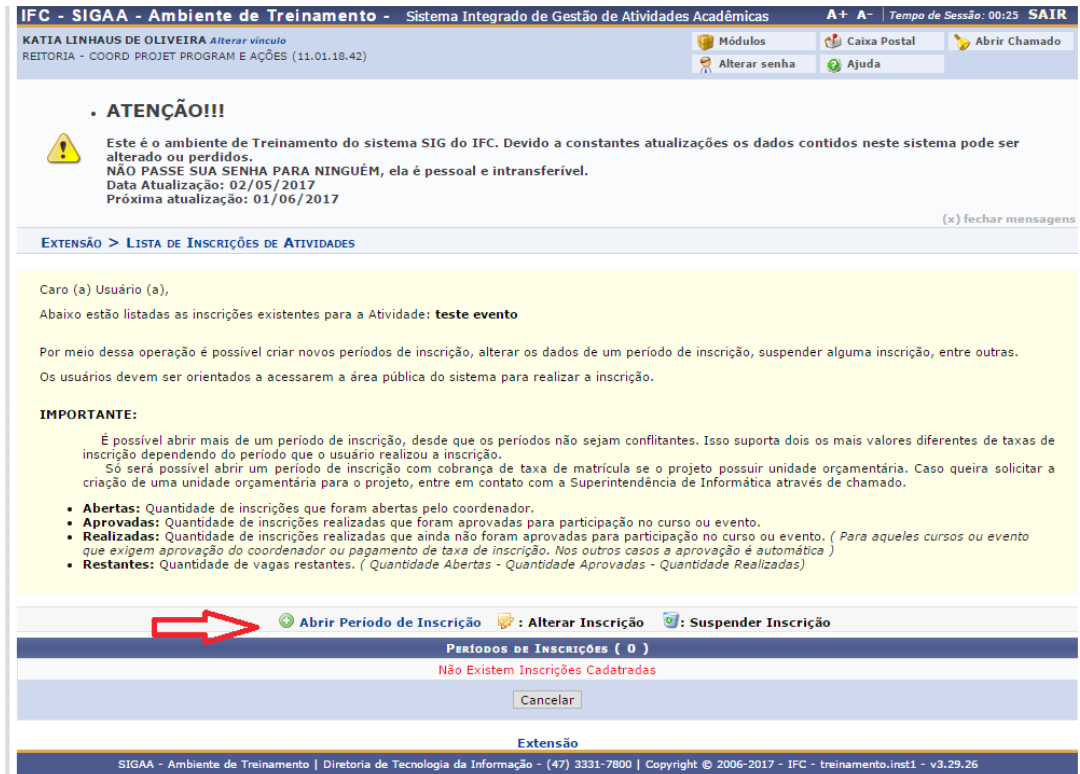 IFC - SIGAA - Ambiente de Treinamento - Sistema Integrado de Gestão de Atividades Acadêmicas A+ A- | Tempo de Sessão: 00:25 SAIR
KATIA LINHAUS DE OLIVEIRA Alterar vínculo
REITORIA - COORD PROJET PROGRAM E AÇÕES (11.01.18.42)
Módulos Caixa Postal Abrir Chamado
Alterar senha Ajuda
• ATENÇÃO!!!
Este é o ambiente de Treinamento do sistema SIG do IFC. Devido a constantes atualizações os dados contidos neste sistema pode ser
alterado ou perdidos.
NÃO PASSE SUA SENHA PARA NINGUÉM, ela é pessoal e intransferível.
Data Atualização: 02/05/2017
Próxima atualização: 01/06/2017
(x) fechar mensagens
Extensão > Lista de Inscrições de Atividades
Caro (a) Usuário (a),
Abaixo estão listadas as inscrições existentes para a Atividade: teste evento
Por meio dessa operação é possível criar novos períodos de inscrição, alterar os dados de um período de inscrição, suspender alguma inscrição, entre outras.
Os usuários devem ser orientados a acessarem a área pública do sistema para realizar a inscrição.
IMPORTANTE:
É possível abrir mais de um período de inscrição, desde que os períodos não sejam conflitantes. Isso suporta dois os mais valores diferentes de taxas de
inscrição dependendo do período que o usuário realizou a inscrição.
Só será possível abrir um período de inscrição com cobrança de taxa de matrícula se o projeto possuir unidade orçamentária. Caso queira solicitar a
criação de uma unidade orçamentária para o projeto, entre em contato com a Superintendência de Informática através de chamado.
• Abertas: Quantidade de inscrições que foram abertas pelo coordenador.
• Aprovadas: Quantidade de inscrições realizadas que foram aprovadas para participação no curso ou evento.
• Realizadas: Quantidade de inscrições realizadas que ainda não foram aprovadas para participação no curso ou evento. ( Para aqueles cursos ou evento
que exigem aprovação do coordenador ou pagamento de taxa de inscrição. Nos outros casos a aprovação é automática )
• Restantes: Quantidade de vagas restantes. ( Quantidade Abertas - Quantidade Aprovadas - Quantidade Realizadas)
Abrir Período de Inscrição : Alterar Inscrição : Suspender Inscrição
Períodos de Inscrições ( 0 )
Não Existem Inscrições Cadatradas
Cancelar
Extensão
SIGAA - Ambiente de Treinamento | Diretoria de Tecnologia da Informação - (47) 3331-7800 | Copyright © 2006-2017 - IFC - treinamento.inst1 - v3.29.26